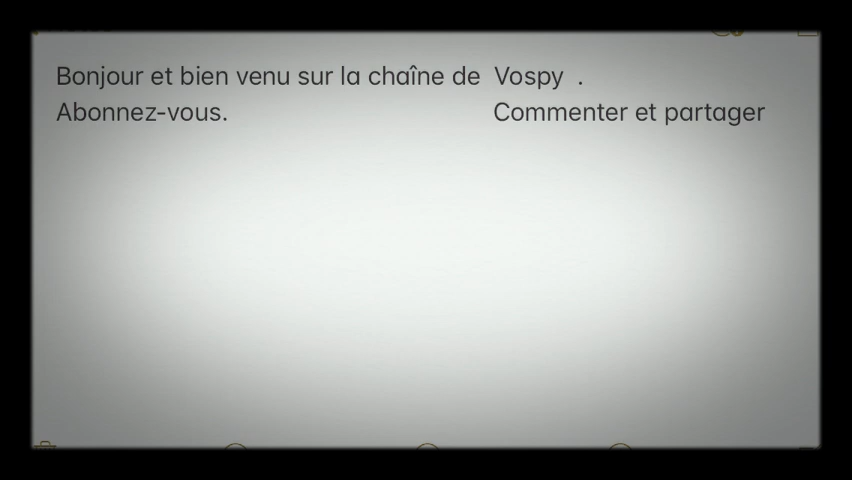 Bonjour et bien venu sur la chaîne de Vospy .
Abonnez-vous. Commenter et partager